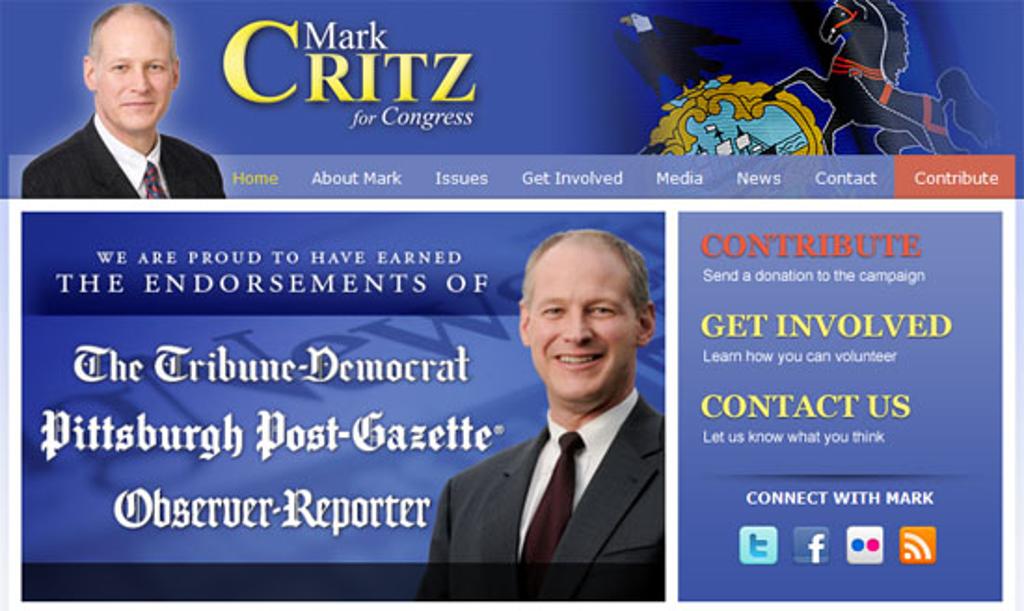 Mark
CRITZ
for Congress
Home About Mark Issues Get Involved Media News Contact Contribute
WE ARE PROUD TO HAVE EARNED
THE ENDORSEMENTS OF
News
The Tribune-Democrat
Pittsburgh Post-Gazette®
Observer-Reporter
CONTRIBUTE
Send a donation to the campaign
GET INVOLVED
Learn how you can volunteer
CONTACT US
Let us know what you think
CONNECT WITH MARK
t f